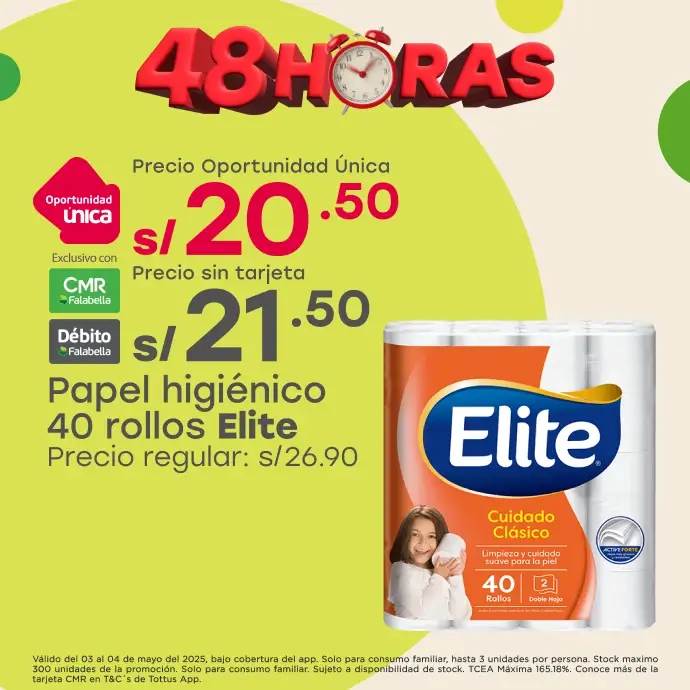 48HORAS
Precio Oportunidad Única
Oportunidad
única
s/20.50
Exclusivo con
CMR
Falabella
Precio sin tarjeta
Débito
Falabella
s/21.50
Papel higiénico
40 rollos Elite
Precio regular: s/26.90
Elite
Cuidado
Clásico
Limpieza y cuidado
suave para la piel
40
Rollos
2
Doble Hoja
ACTIVEFORTE
Válido del 03 al 04 de mayo del 2025, bajo cobertura del app. Solo para consumo familiar, hasta 3 unidades por persona. Stock maximo
300 unidades de la promoción. Solo para consumo familiar. Sujeto a disponibilidad de stock. TCEA Máxima 165.18%. Conoce más de la
tarjeta CMR en T&C´s de Tottus App.